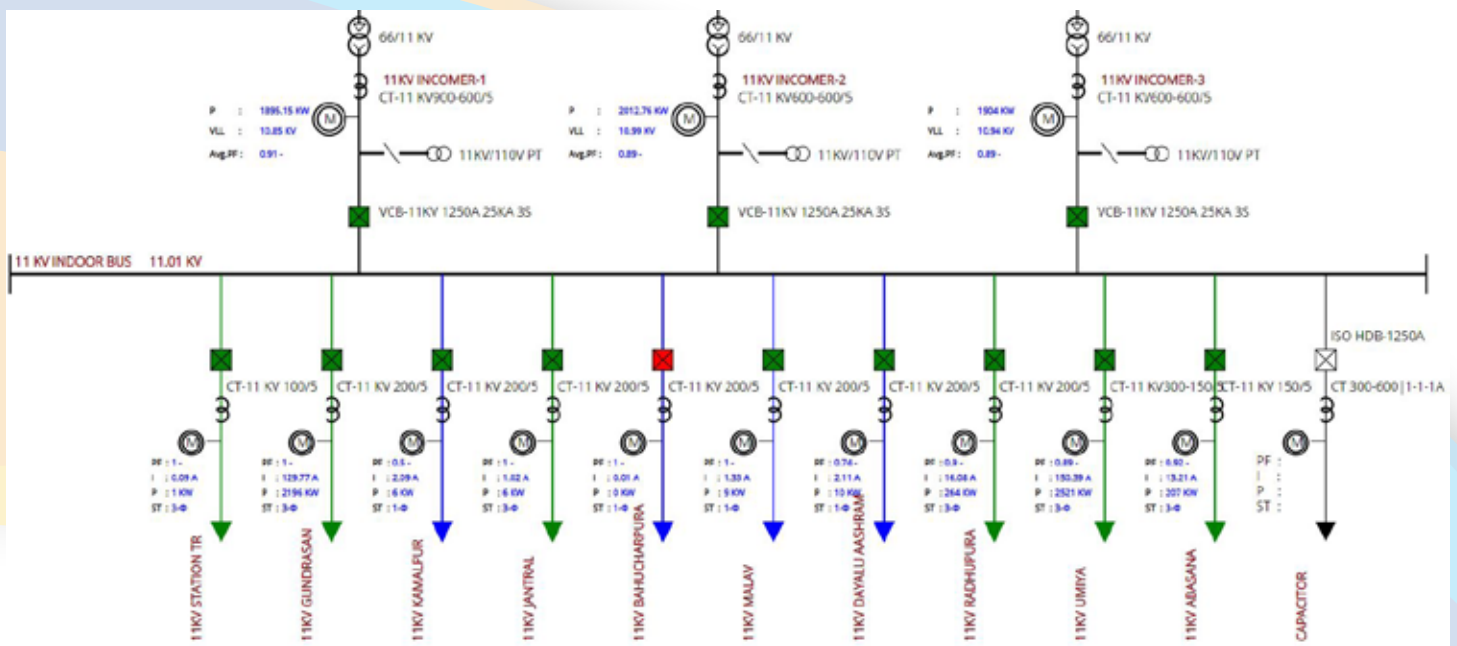 66/11 KV
66/11 KV
66/11 KV
11KV INCOMER-1
CT-11 KV900-600/5
11KV INCOMER-2
CT-11 KV600-600/5
11KV INCOMER-3
CT-11 KV600-600/5
P : 1895.15 KW
VLL : 10.85 KV
Avg.PF : 0.91 -
M
11KV/110V PT
P : 2012.76 KW
VLL : 10.99 KV
Avg.PF : 0.89 -
M
11KV/110V PT
P : 1904 KW
VLL : 10.94 KV
Avg.PF : 0.89 -
M
11KV/110V PT
VCB-11KV 1250A 25KA 3S
VCB-11KV 1250A 25KA 3S
VCB-11KV 1250A 25KA 3S
11 KV INDOOR BUS 11.01 KV
ISO HDB-1250A
CT-11 KV 100/5
CT-11 KV 200/5
CT-11 KV 200/5
CT-11 KV 200/5
CT-11 KV 200/5
CT-11 KV 200/5
CT-11 KV 200/5
CT-11 KV 200/5
CT-11 KV300-150/5
CT-11 KV 150/5
CT 300-600|1-1-1A
M
PF : 1 -
I : 0.09 A
P : 1 KW
ST : 3-Φ
11KV STATION TR
M
PF : 1 -
I : 129.77 A
P : 2196 KW
ST : 3-Φ
11KV GUNDRASAN
M
PF : 0.5 -
I : 2.09 A
P : 6 KW
ST : 1-Φ
11KV KAMALPUR
M
PF : 1 -
I : 1.02 A
P : 6 KW
ST : 3-Φ
11KV JANTRAL
M
PF : 1 -
I : 0.01 A
P : 0 KW
ST : 1-Φ
11KV BAHUCHARPURA
M
PF : 1 -
I : 1.33 A
P : 9 KW
ST : 1-Φ
11KV MALAV
M
PF : 0.74 -
I : 2.11 A
P : 10 KW
ST : 1-Φ
11KV DAYALU AASHRAM
M
PF : 0.9 -
I : 16.08 A
P : 264 KW
ST : 3-Φ
11KV RADHUPURA
M
PF : 0.89 -
I : 150.39 A
P : 2521 KW
ST : 3-Φ
11KV UMIYA
M
PF : 0.92 -
I : 13.21 A
P : 207 KW
ST : 3-Φ
11KV ABASANA
M
PF :
I :
P :
ST :
CAPACITOR